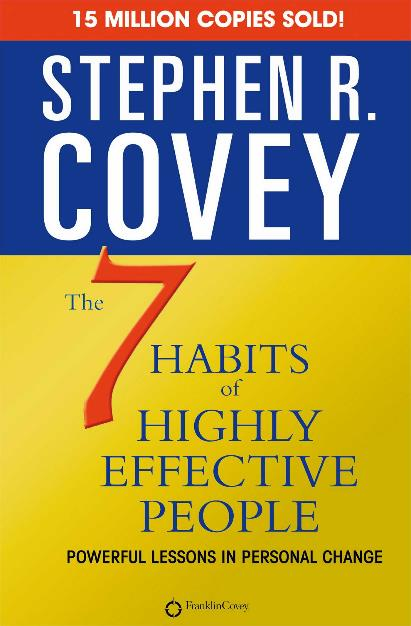 15 MILLION COPIES SOLD!
STEPHEN R.
COVEY
The 7
HABITS
of
HIGHLY
EFFECTIVE
PEOPLE
POWERFUL LESSONS IN PERSONAL CHANGE
FranklinCovey